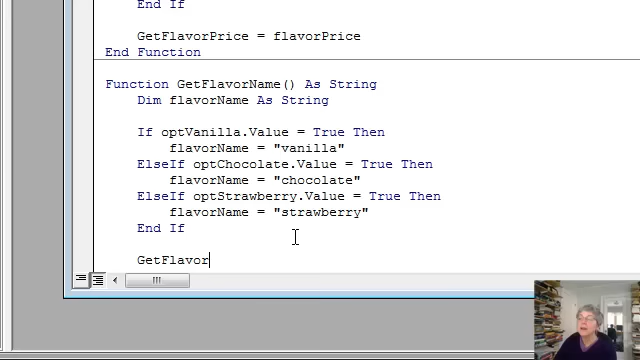 End If
GetFlavorPrice = flavorPrice
End Function
Function GetFlavorName() As String
Dim flavorName As String
If optVanilla.Value = True Then
flavorName = "vanilla"
ElseIf optChocolate.Value = True Then
flavorName = "chocolate"
ElseIf optStrawberry.Value = True Then
flavorName = "strawberry"
End If
GetFlavor